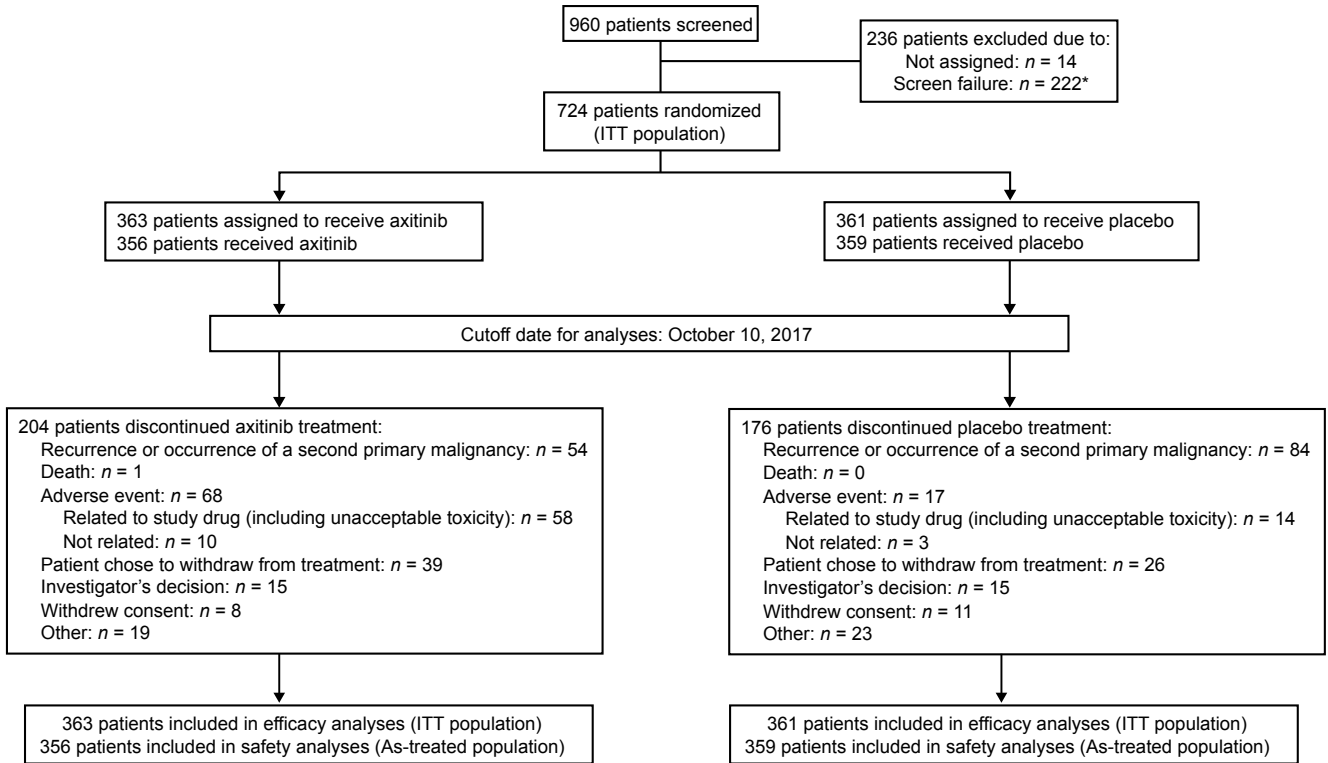 960 patients screened
236 patients excluded due to:
Not assigned: n = 14
Screen failure: n = 222*
724 patients randomized
(ITT population)
363 patients assigned to receive axitinib
356 patients received axitinib
361 patients assigned to receive placebo
359 patients received placebo
Cutoff date for analyses: October 10, 2017
204 patients discontinued axitinib treatment:
Recurrence or occurrence of a second primary malignancy: n = 54
Death: n = 1
Adverse event: n = 68
Related to study drug (including unacceptable toxicity): n = 58
Not related: n = 10
Patient chose to withdraw from treatment: n = 39
Investigator's decision: n = 15
Withdrew consent: n = 8
Other: n = 19
176 patients discontinued placebo treatment:
Recurrence or occurrence of a second primary malignancy: n = 84
Death: n = 0
Adverse event: n = 17
Related to study drug (including unacceptable toxicity): n = 14
Not related: n = 3
Patient chose to withdraw from treatment: n = 26
Investigator's decision: n = 15
Withdrew consent: n = 11
Other: n = 23
363 patients included in efficacy analyses (ITT population)
356 patients included in safety analyses (As-treated population)
361 patients included in efficacy analyses (ITT population)
359 patients included in safety analyses (As-treated population)